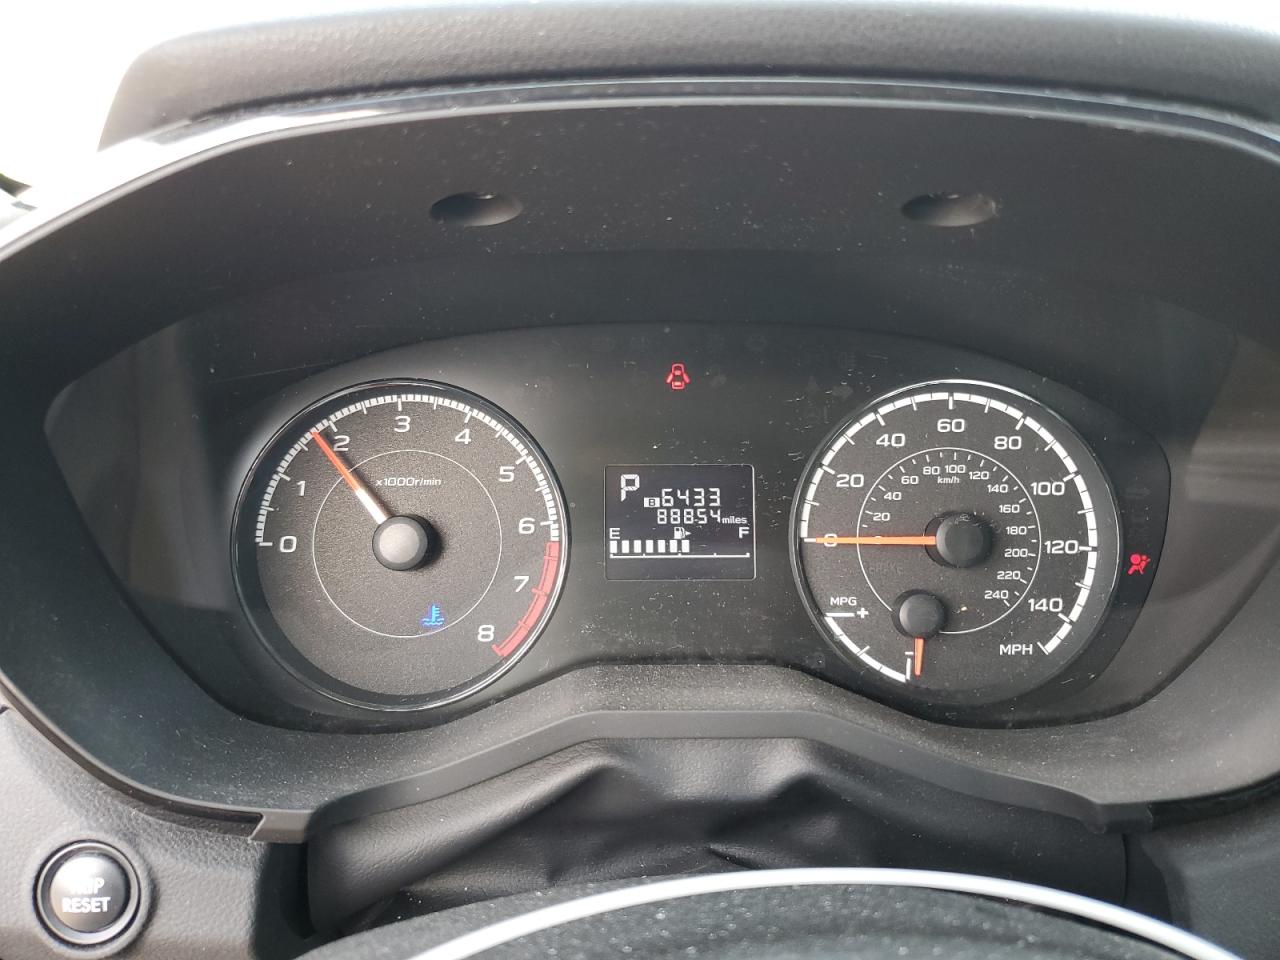 0 1 2 3 4 5 6 7 8
x1000r/min
P
B 6433
88854 miles
E F
0 20 40 60 80 100 120 140
MPH
20 40 60 80 100 120 140 160 180 200 220 240
km/h
BRAKE
MPG
+
-
TRIP
RESET